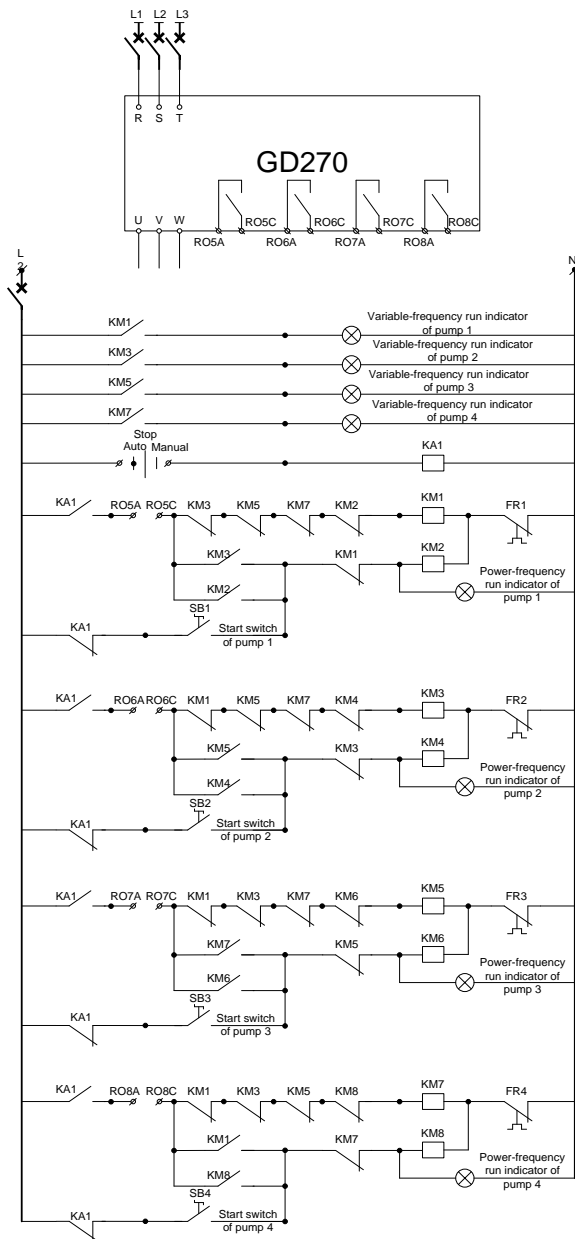 L1 L2 L3
R S T
GD270
U V W
RO5C RO6C RO7C RO8C
RO5A RO6A RO7A RO8A
L
2
N
KM1
Variable-frequency run indicator
of pump 1
KM3
Variable-frequency run indicator
of pump 2
KM5
Variable-frequency run indicator
of pump 3
KM7
Variable-frequency run indicator
of pump 4
Stop
Auto Manual
KA1
KA1 RO5A RO5C KM3 KM5 KM7 KM2 KM1 FR1
KM3 KM1 KM2
KM2
Power-frequency
run indicator of
pump 1
SB1
KA1
Start switch
of pump 1
KA1 RO6A RO6C KM1 KM5 KM7 KM4 KM3 FR2
KM5 KM3 KM4
KM4
Power-frequency
run indicator of
pump 2
SB2
KA1
Start switch
of pump 2
KA1 RO7A RO7C KM1 KM3 KM7 KM6 KM5 FR3
KM7 KM5 KM6
KM6
Power-frequency
run indicator of
pump 3
SB3
KA1
Start switch
of pump 3
KA1 RO8A RO8C KM1 KM3 KM5 KM8 KM7 FR4
KM1 KM7 KM8
KM8
Power-frequency
run indicator of
pump 4
SB4
KA1
Start switch
of pump 4